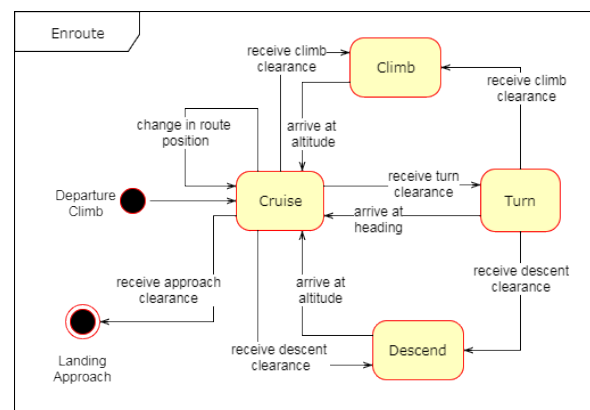 Enroute
receive climb
clearance
Climb
receive climb
clearance
change in route
position
arrive at
altitude
Departure
Climb
Cruise
receive turn
clearance
Turn
arrive at
heading
receive approach
clearance
arrive at
altitude
receive descent
clearance
Landing
Approach
receive descent
clearance
Descend